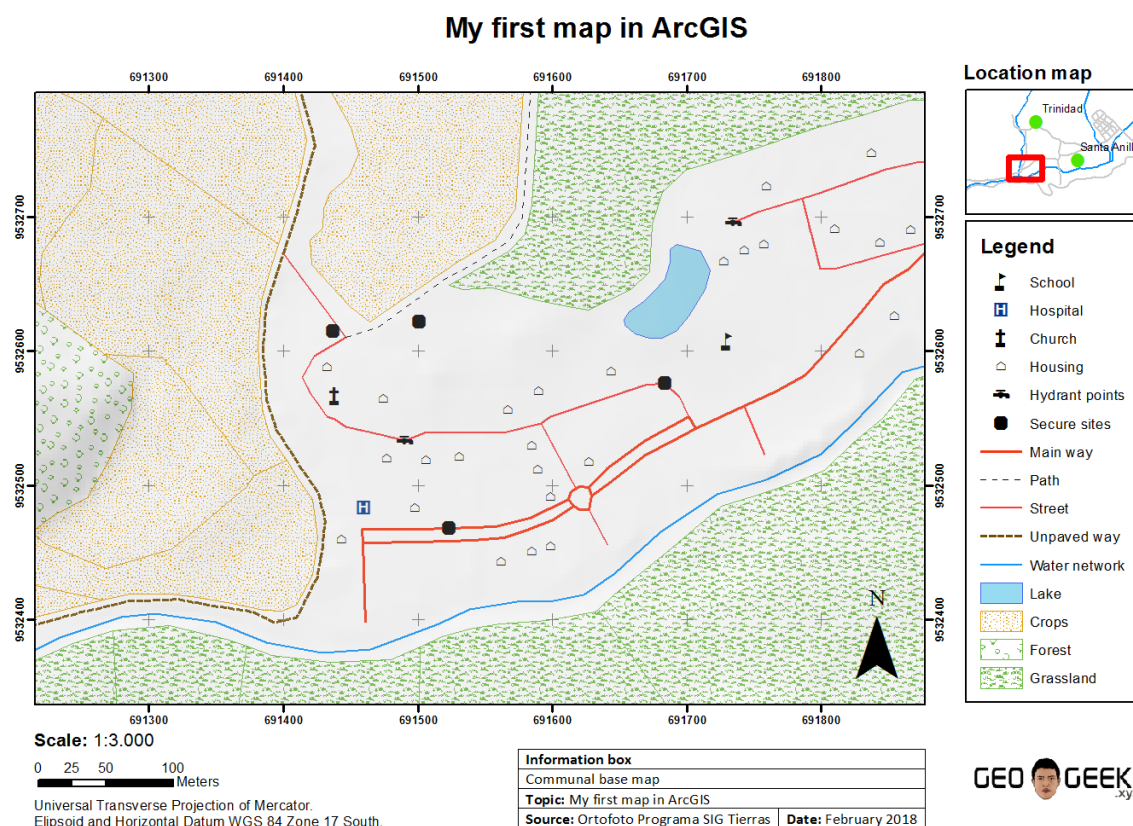 My first map in ArcGIS
691300 691400 691500 691600 691700 691800
9532700 9532700
9532600 9532600
9532500 9532500
9532400 9532400
H
N
691300 691400 691500 691600 691700 691800
Location map
Trinidad
Santa Anill
Legend
School
H Hospital
Church
Housing
Hydrant points
Secure sites
Main way
Path
Street
Unpaved way
Water network
Lake
Crops
Forest
Grassland
Scale: 1:3.000
0 25 50 100
Meters
Universal Transverse Projection of Mercator.
Elipsoid and Horizontal Datum WGS 84 Zone 17 South.
Information box
Communal base map
Topic: My first map in ArcGIS
Source: Ortofoto Programa SIG Tierras Date: February 2018
GEO GEEK
.xy